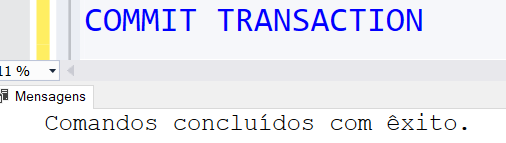 COMMIT TRANSACTION
11 %
Mensagens
Comandos concluídos com êxito.